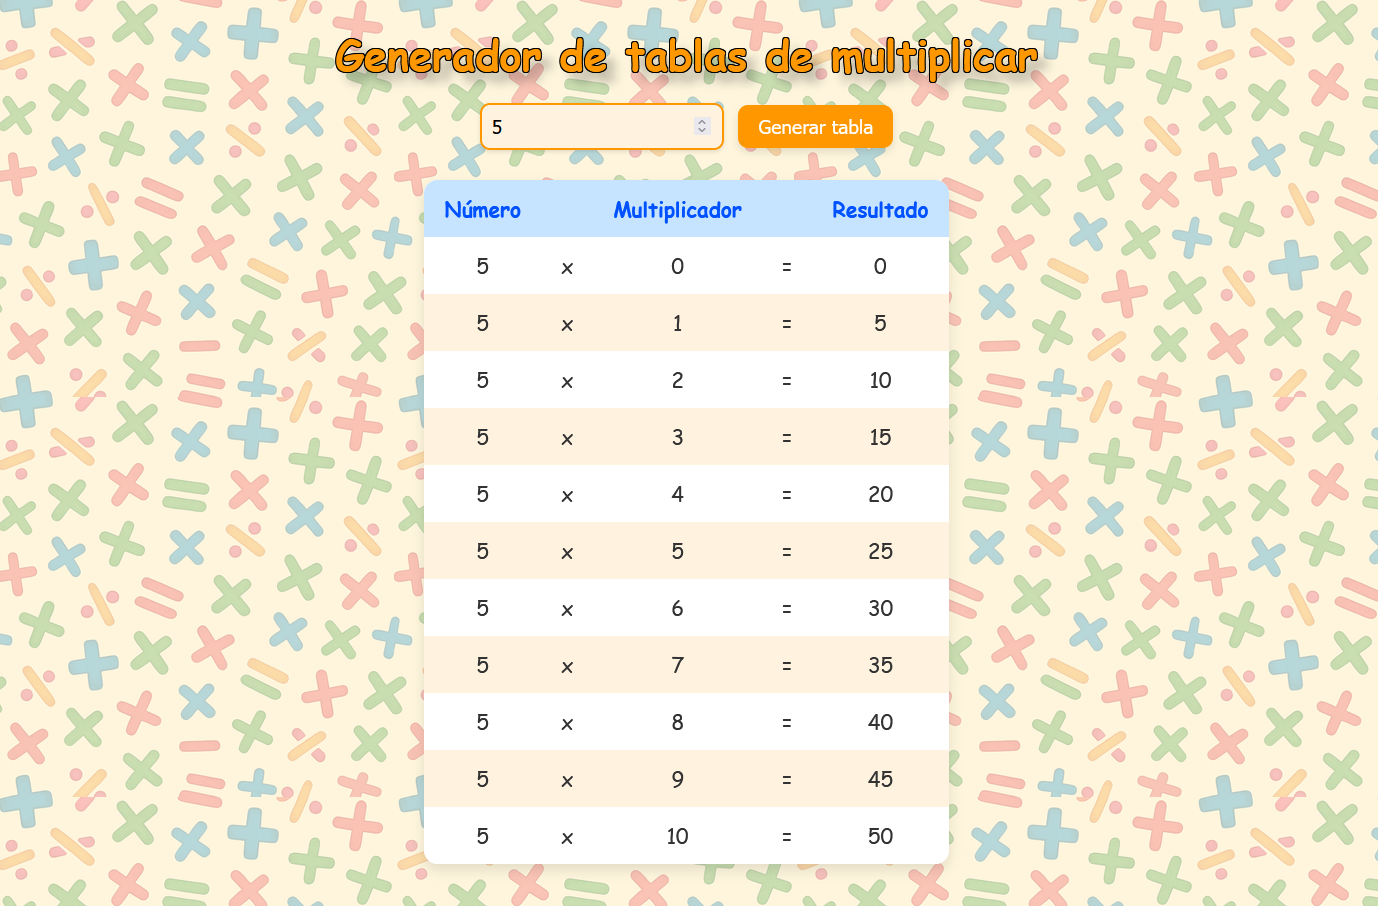 Generador de tablas de multiplicar
5 Generar tabla
Número Multiplicador Resultado
5 x 0 = 0
5 x 1 = 5
5 x 2 = 10
5 x 3 = 15
5 x 4 = 20
5 x 5 = 25
5 x 6 = 30
5 x 7 = 35
5 x 8 = 40
5 x 9 = 45
5 x 10 = 50